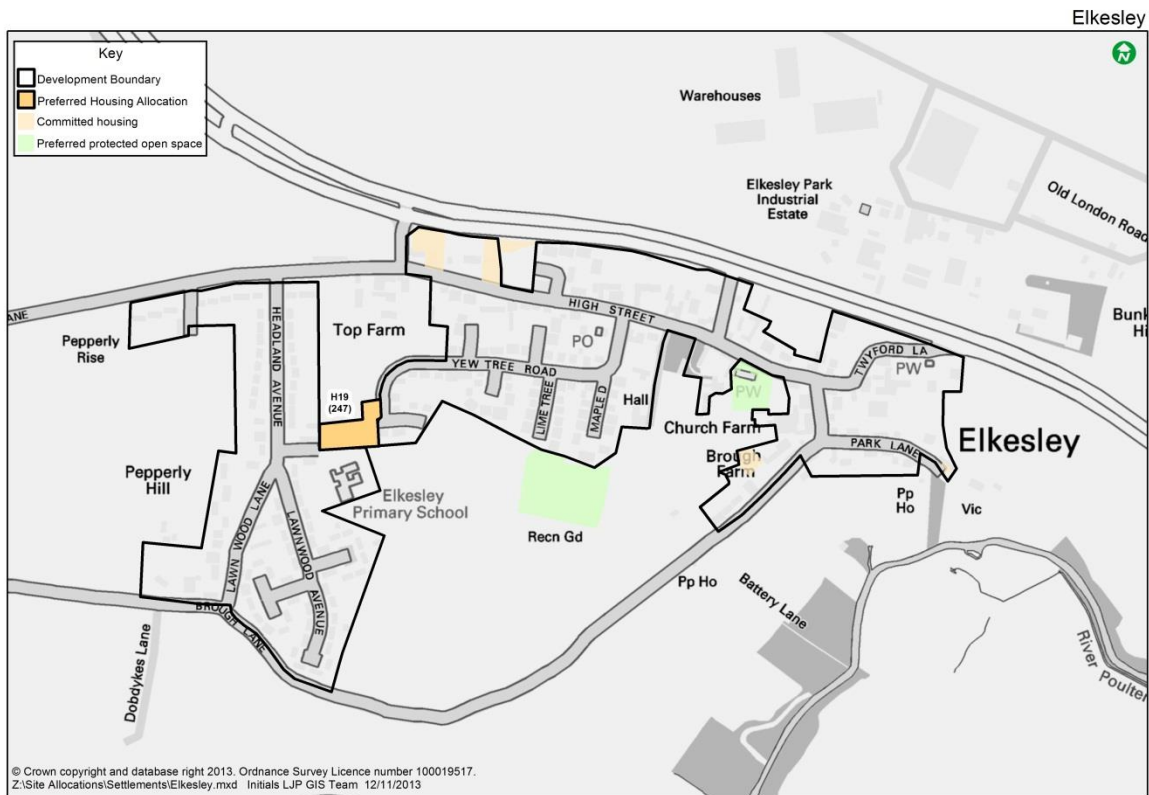 Elkesley
Key
Development Boundary
Preferred Housing Allocation
Committed housing
Preferred protected open space
N
Warehouses
Elkesley Park
Industrial
Estate
Old London Road
Bunk
Hi
ANE
Pepperly
Rise
HEADLAND AVENUE
Top Farm
HIGH STREET
PO
YEW TREE ROAD
LIME TREE
MAPLE D
Hall
PW
TWYFORD LA
PW
H19
(247)
Church Farm
Brough
Farm
PARK LANE
Elkesley
Pepperly
Hill
LAWN WOOD LANE
LAWNWOOD AVENUE
Elkesley
Primary School
Recn Gd
Pp
Ho
Vic
Pp Ho
Battery Lane
BROUGH LANE
Dobdykes Lane
River Poulter
© Crown copyright and database right 2013. Ordnance Survey Licence number 100019517.
Z:\Site Allocations\Settlements\Elkesley.mxd Initials LJP GIS Team 12/11/2013